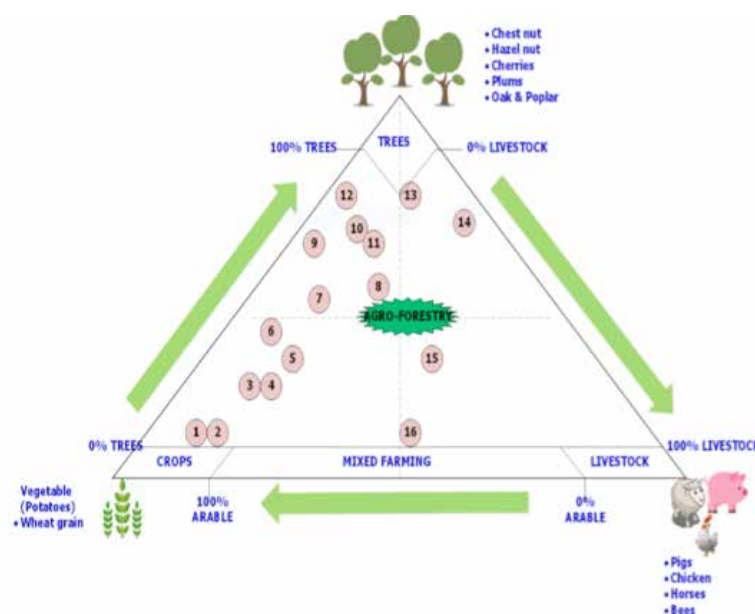 • Chest nut
• Hazel nut
• Cherries
• Plums
• Oak & Poplar
100% TREES
TREES
0% LIVESTOCK
12
13
14
10
9
11
8
7
AGRO-FORESTRY
6
5
15
3
4
1
2
16
0% TREES
100% LIVESTOCK
CROPS
MIXED FARMING
LIVESTOCK
Vegetable
(Potatoes)
• Wheat grain
100%
ARABLE
0%
ARABLE
• Pigs
• Chicken
• Horses
• Bees